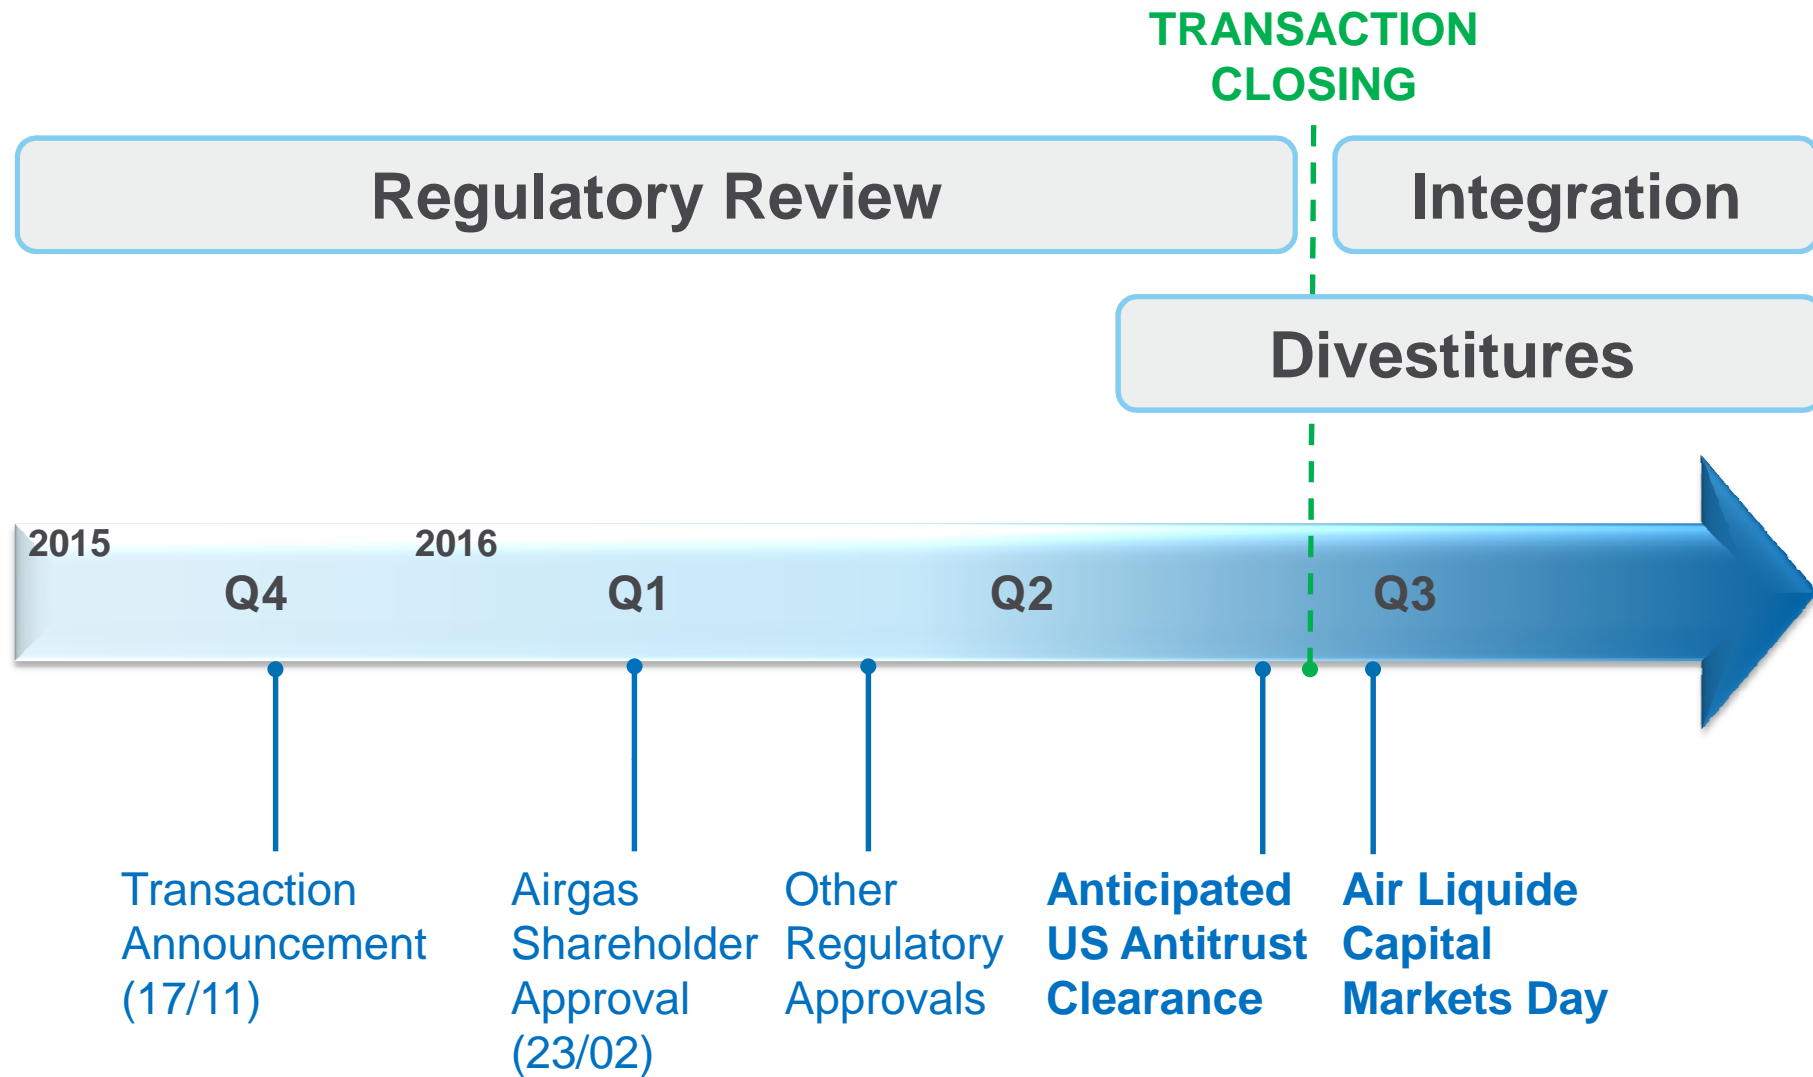 TRANSACTION
CLOSING
Regulatory Review
Integration
Divestitures
2015
2016
Q4
Q1
Q2
Q3
Transaction
Announcement
(17/11)
Airgas
Shareholder
Approval
(23/02)
Other
Regulatory
Approvals
Anticipated
US Antitrust
Clearance
Air Liquide
Capital
Markets Day